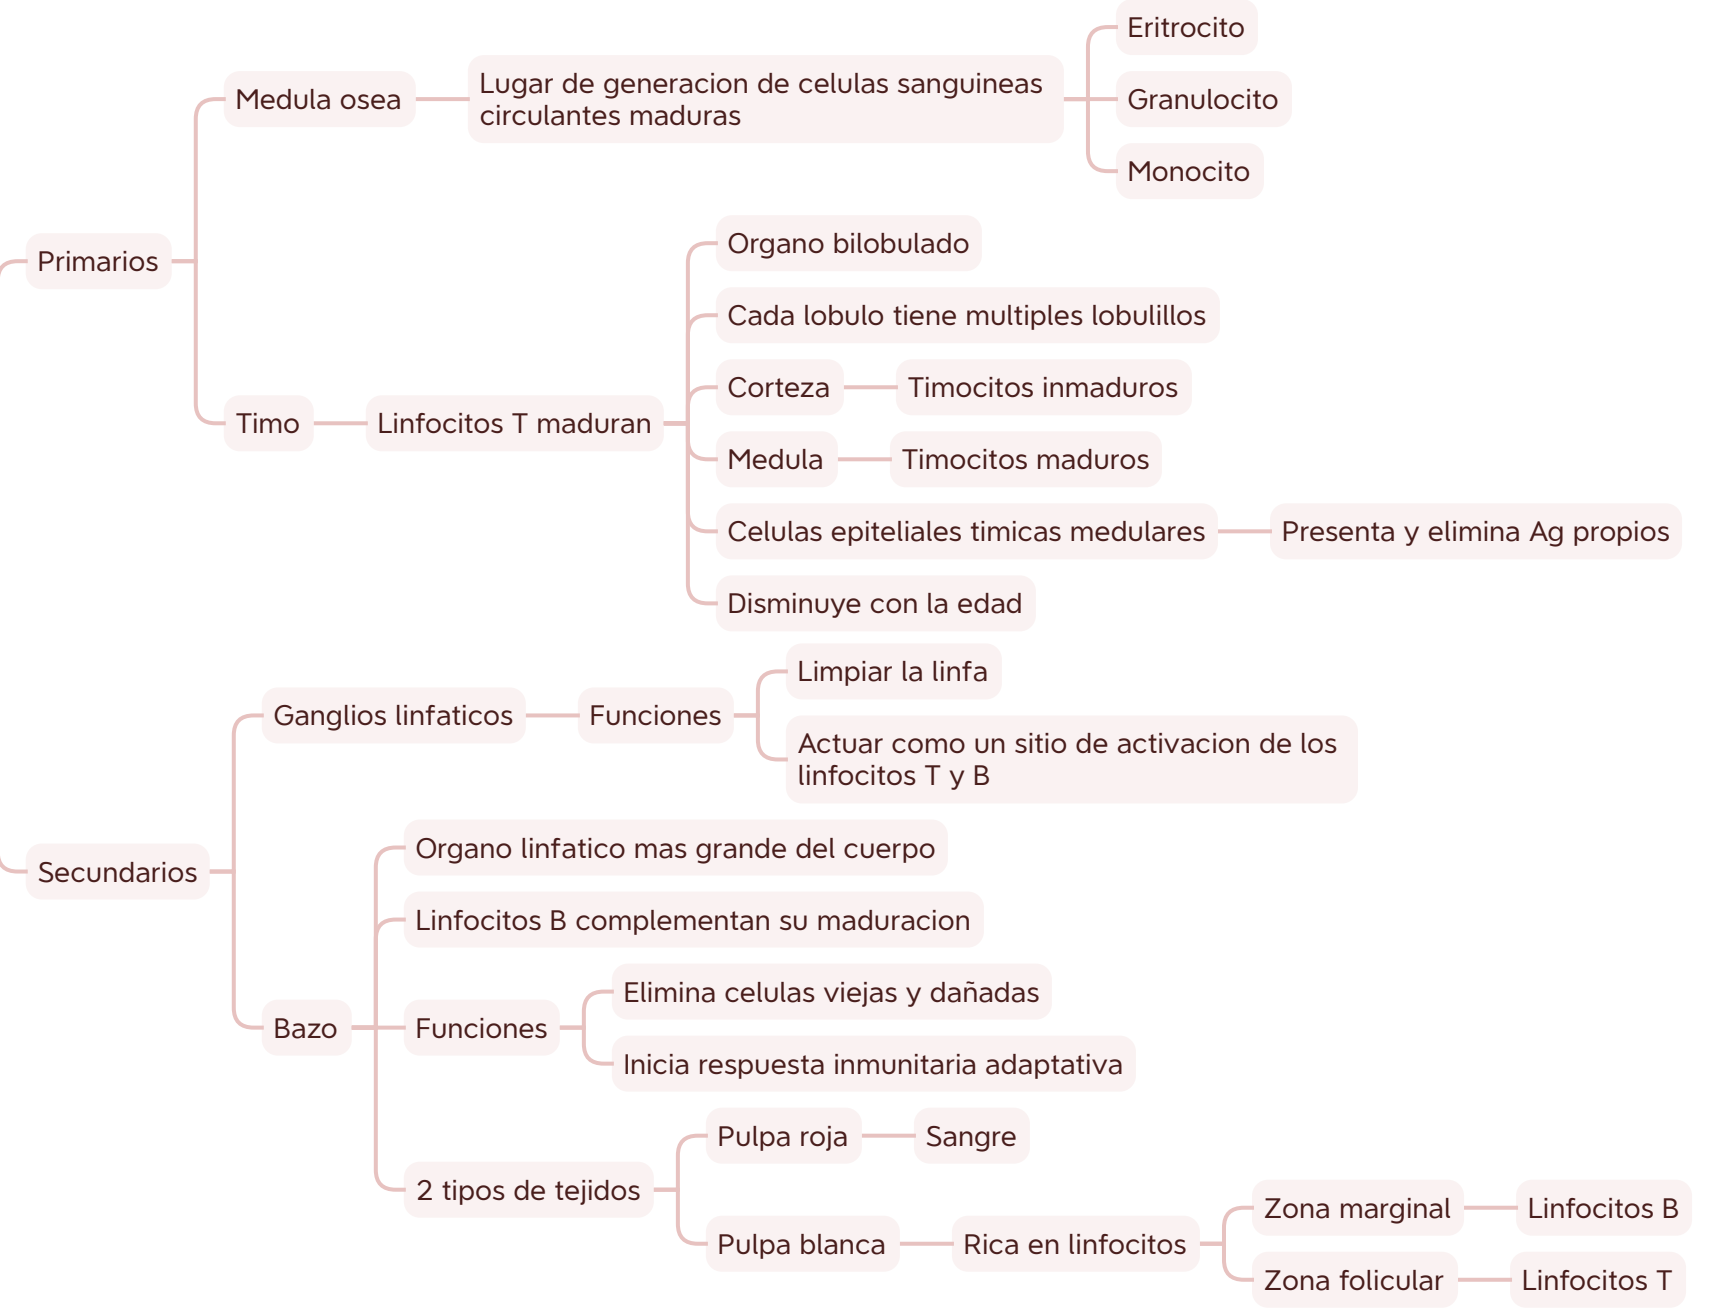 Primarios
Medula osea
Lugar de generacion de celulas sanguineas
circulantes maduras
Eritrocito
Granulocito
Monocito
Timo
Linfocitos T maduran
Organo bilobulado
Cada lobulo tiene multiples lobulillos
Corteza
Timocitos inmaduros
Medula
Timocitos maduros
Celulas epiteliales timicas medulares
Presenta y elimina Ag propios
Disminuye con la edad
Secundarios
Ganglios linfaticos
Funciones
Limpiar la linfa
Actuar como un sitio de activacion de los
linfocitos T y B
Bazo
Organo linfatico mas grande del cuerpo
Linfocitos B complementan su maduracion
Funciones
Elimina celulas viejas y dañadas
Inicia respuesta inmunitaria adaptativa
2 tipos de tejidos
Pulpa roja
Sangre
Pulpa blanca
Rica en linfocitos
Zona marginal
Linfocitos B
Zona folicular
Linfocitos T